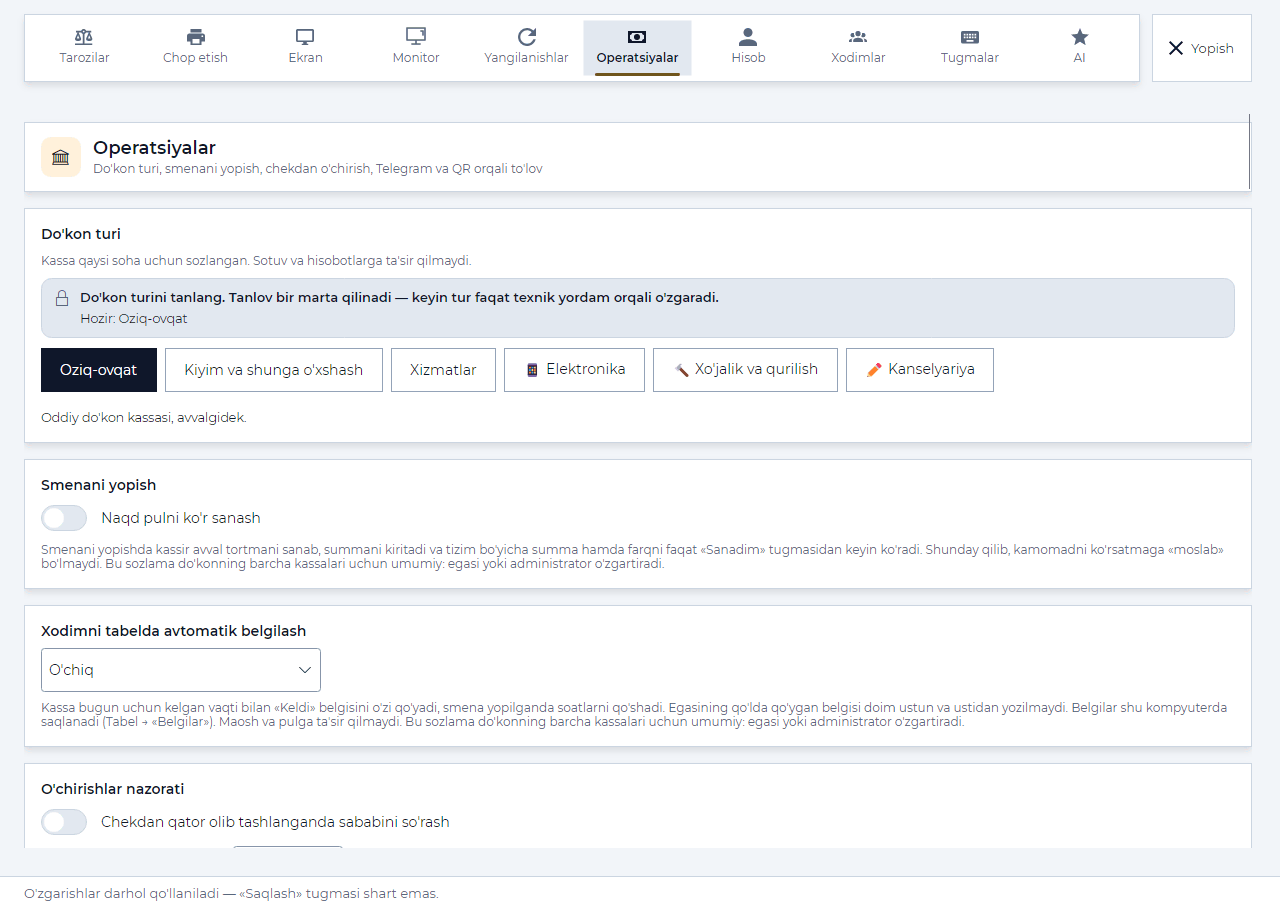 Tarozilar
Chop etish
Ekran
Monitor
Yangilanishlar
Operatsiyalar
Hisob
Xodimlar
Tugmalar
AI
Yopish
Operatsiyalar
Do'kon turi, smenani yopish, chekdan o'chirish, Telegram va QR orqali to'lov
Do'kon turi
Kassa qaysi soha uchun sozlangan. Sotuv va hisobotlarga ta'sir qilmaydi.
Do'kon turini tanlang. Tanlov bir marta qilinadi — keyin tur faqat texnik yordam orqali o'zgaradi.
Hozir: Oziq-ovqat
Oziq-ovqat
Kiyim va shunga o'xshash
Xizmatlar
Elektronika
Xo'jalik va qurilish
Kanselyariya
Oddiy do'kon kassasi, avvalgidek.
Smenani yopish
Naqd pulni ko'r sanash
Smenani yopishda kassir avval tortmani sanab, summani kiritadi va tizim bo'yicha summa hamda farqni faqat «Sanadim» tugmasidan keyin ko'radi. Shunday qilib, kamomadni ko'rsatmaga «moslab»
bo'lmaydi. Bu sozlama do'konning barcha kassalari uchun umumiy: egasi yoki administrator o'zgartiradi.
Xodimni tabelda avtomatik belgilash
O'chiq
Kassa bugun uchun kelgan vaqti bilan «Keldi» belgisini o'zi qo'yadi, smena yopilganda soatlarni qo'shadi. Egasining qo'lda qo'ygan belgisi doim ustun va ustidan yozilmaydi. Belgilar shu kompyuterda
saqlanadi (Tabel → «Belgilar»). Maosh va pulga ta'sir qilmaydi. Bu sozlama do'konning barcha kassalari uchun umumiy: egasi yoki administrator o'zgartiradi.
O'chirishlar nazorati
Chekdan qator olib tashlanganda sababini so'rash
O'zgarishlar darhol qo'llaniladi — «Saqlash» tugmasi shart emas.